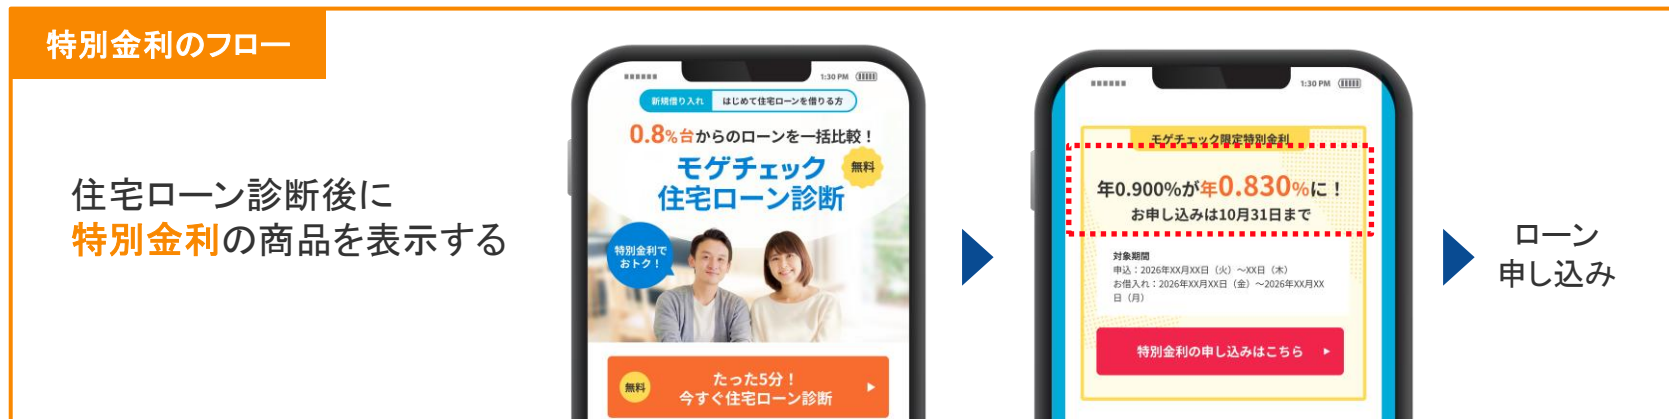 特別金利のフロー
住宅ローン診断後に
特別金利の商品を表示する
1:30 PM
新規借り入れ はじめて住宅ローンを借りる方
0.8%台からのローンを一括比較！
モゲチェック
住宅ローン診断
無料
特別金利で
おトク！
無料
たった5分！
今すぐ住宅ローン診断
1:30 PM
モゲチェック限定特別金利
年0.900%が年0.830%に！
お申し込みは10月31日まで
対象期間
申込：2026年XX月XX日（火）〜XX日（木）
お借入れ：2026年XX月XX日（金）〜2026年XX月XX
日（月）
特別金利の申し込みはこちら
ローン
申し込み